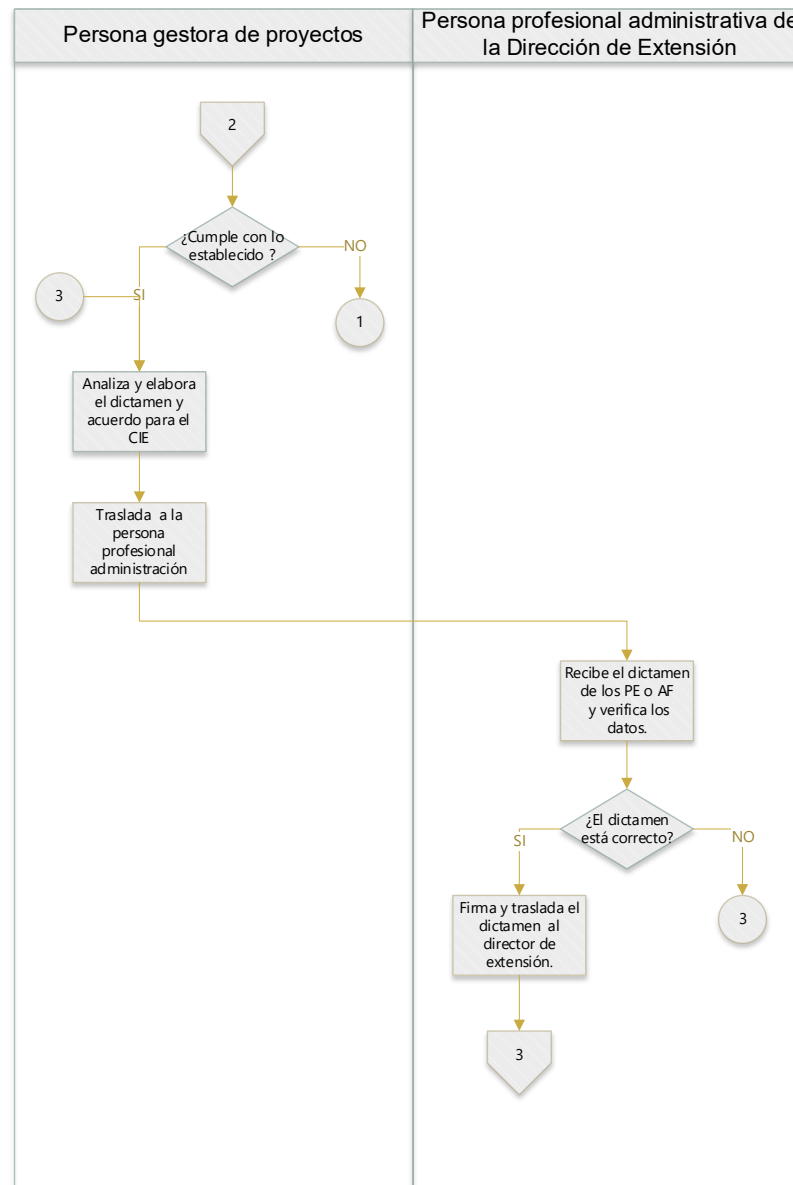 Persona gestora de proyectos
Persona profesional administrativa de
la Dirección de Extensión
2
¿Cumple con lo
establecido ?
NO
SI
3
1
Analiza y elabora
el dictamen y
acuerdo para el
CIE
Traslada a la
persona
profesional
administración
Recibe el dictamen
de los PE o AF
y verifica los
datos.
¿El dictamen
está correcto?
SI
NO
Firma y traslada el
dictamen al
director de
extensión.
3
3